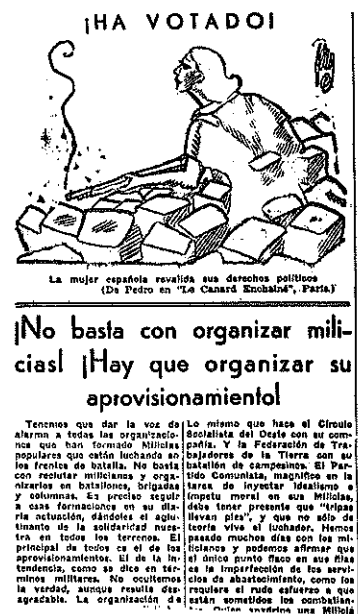 ¡HA VOTADO!
La mujer española revalida sus derechos políticos
(De Pedro en "Le Canard Enchainé", París.)
¡No basta con organizar mili-
cias! ¡Hay que organizar su
aprovisionamiento!
Tenemos que dar la voz de
alarma a todas las organizacio-
nes que han formado Milicias
populares que están luchando en
los frentes de batalla. No basta
con reclutar milicianos y orga-
nizarlos en batallones, brigadas
y columnas. Es preciso seguir
a esas formaciones en su dia-
ria actuación, dándoles el aglu-
tinante de la solidaridad nues-
tra en todos los terrenos. El
principal de todos es el de los
aprovisionamientos. El de la in-
tendencia, como se dice en tér-
minos militares. No ocultemos
la verdad, aunque resulte des-
agradable. La organización de
Lo mismo que hace el Círculo
Socialista del Oeste con su com-
pañía. Y la Federación de Tra-
bajadores de la Tierra con su
batallón de campesinos. El Par-
tido Comunista, magnífico en la
tarea de inyectar idealismo e
ímpetu moral en sus Milicias,
debe tener presente que "tripas
llevan pies", y que no sólo de
teoría vive el luchador. Hemos
pasado muchos días con los mi-
licianos y podemos afirmar que
el único punto flaco en sus filas
es la imperfección de los servi-
cios de abastecimiento, como los
requiere el rudo esfuerzo a que
están sometidos los combatien-